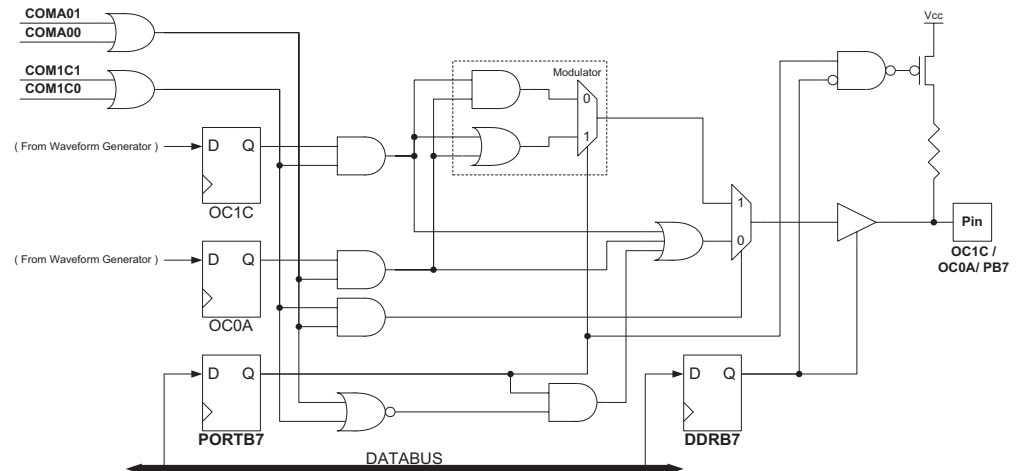 COMA01
COMA00
Vcc
COM1C1
COM1C0
Modulator
0
1
( From Waveform Generator )
D Q
OC1C
1
0
Pin
OC1C /
OC0A/ PB7
( From Waveform Generator )
D Q
OC0A
D Q
PORTB7
D Q
DDRB7
DATABUS